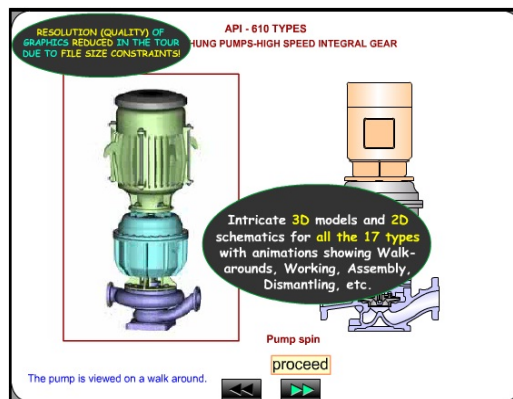 API - 610 TYPES
HUNG PUMPS-HIGH SPEED INTEGRAL GEAR
RESOLUTION (QUALITY) OF
GRAPHICS REDUCED IN THE TOUR
DUE TO FILE SIZE CONSTRAINTS!
Intricate 3D models and 2D
schematics for all the 17 types
with animations showing Walk-
arounds, Working, Assembly,
Dismantling, etc.
Pump spin
proceed
The pump is viewed on a walk around.